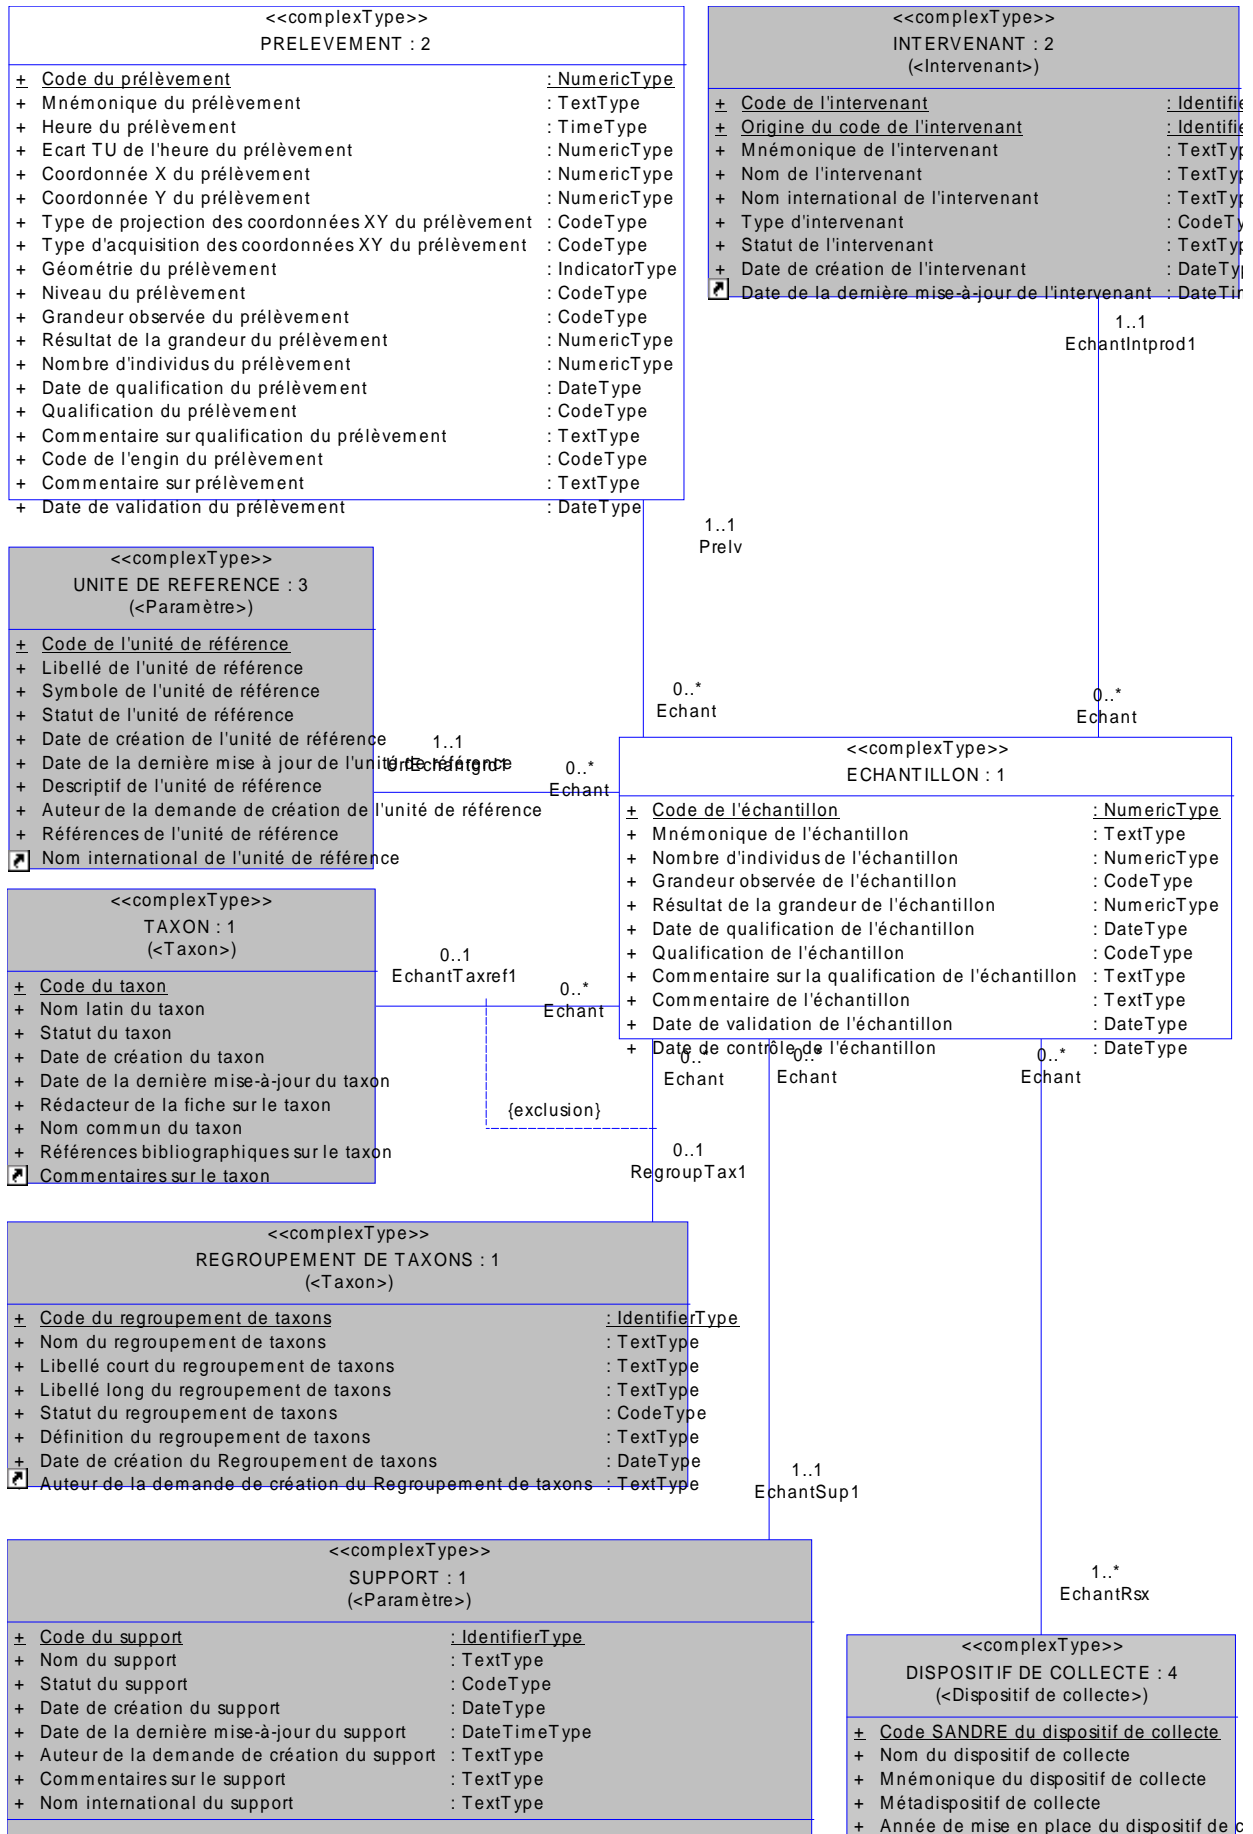 <<complexType>>
PRELEVEMENT : 2
+ Code du prélèvement : NumericType
+ Mnémonique du prélèvement : TextType
+ Heure du prélèvement : TimeType
+ Ecart TU de l'heure du prélèvement : NumericType
+ Coordonnée X du prélèvement : NumericType
+ Coordonnée Y du prélèvement : NumericType
+ Type de projection des coordonnées XY du prélèvement : CodeType
+ Type d'acquisition des coordonnées XY du prélèvement : CodeType
+ Géométrie du prélèvement : IndicatorType
+ Niveau du prélèvement : CodeType
+ Grandeur observée du prélèvement : CodeType
+ Résultat de la grandeur du prélèvement : NumericType
+ Nombre d'individus du prélèvement : NumericType
+ Date de qualification du prélèvement : DateType
+ Qualification du prélèvement : CodeType
+ Commentaire sur qualification du prélèvement : TextType
+ Code de l'engin du prélèvement : CodeType
+ Commentaire sur prélèvement : TextType
+ Date de validation du prélèvement : DateType
<<complexType>>
INTERVENANT : 2
(<Intervenant>)
+ Code de l'intervenant : Identifie
+ Origine du code de l'intervenant : Identifie
+ Mnémonique de l'intervenant : TextTyp
+ Nom de l'intervenant : TextTyp
+ Nom international de l'intervenant : TextTyp
+ Type d'intervenant : CodeTy
+ Statut de l'intervenant : TextTyp
+ Date de création de l'intervenant : DateTyp
Date de la dernière mise-à-jour de l'intervenant : DateTim
1..1
EchantIntprod1
1..1
Prelv
<<complexType>>
UNITE DE REFERENCE : 3
(<Paramètre>)
+ Code de l'unité de référence
+ Libellé de l'unité de référence
+ Symbole de l'unité de référence
+ Statut de l'unité de référence
+ Date de création de l'unité de référence
+ Date de la dernière mise à jour de l'unité de référence
+ Descriptif de l'unité de référence
+ Auteur de la demande de création de l'unité de référence
+ Références de l'unité de référence
Nom international de l'unité de référence
1..1
0..*
Echant
0..*
Echant
0..*
Echant
<<complexType>>
ECHANTILLON : 1
+ Code de l'échantillon : NumericType
+ Mnémonique de l'échantillon : TextType
+ Nombre d'individus de l'échantillon : NumericType
+ Grandeur observée de l'échantillon : CodeType
+ Résultat de la grandeur de l'échantillon : NumericType
+ Date de qualification de l'échantillon : DateType
+ Qualification de l'échantillon : CodeType
+ Commentaire sur la qualification de l'échantillon : TextType
+ Commentaire de l'échantillon : TextType
+ Date de validation de l'échantillon : DateType
+ Date de contrôle de l'échantillon : DateType
<<complexType>>
TAXON : 1
(<Taxon>)
+ Code du taxon
+ Nom latin du taxon
+ Statut du taxon
+ Date de création du taxon
+ Date de la dernière mise-à-jour du taxon
+ Rédacteur de la fiche sur le taxon
+ Nom commun du taxon
+ Références bibliographiques sur le taxon
Commentaires sur le taxon
0..1
EchantTaxref1
0..*
Echant
0..*
Echant
0..*
Echant
0..*
Echant
{exclusion}
0..1
RegroupTax1
<<complexType>>
REGROUPEMENT DE TAXONS : 1
(<Taxon>)
+ Code du regroupement de taxons : IdentifierType
+ Nom du regroupement de taxons : TextType
+ Libellé court du regroupement de taxons : TextType
+ Libellé long du regroupement de taxons : TextType
+ Statut du regroupement de taxons : CodeType
+ Définition du regroupement de taxons : TextType
+ Date de création du Regroupement de taxons : DateType
Auteur de la demande de création du Regroupement de taxons : TextType
1..1
EchantSup1
<<complexType>>
SUPPORT : 1
(<Paramètre>)
+ Code du support : IdentifierType
+ Nom du support : TextType
+ Statut du support : CodeType
+ Date de création du support : DateType
+ Date de la dernière mise-à-jour du support : DateTimeType
+ Auteur de la demande de création du support : TextType
+ Commentaires sur le support : TextType
+ Nom international du support : TextType
1..*
EchantRsx
<<complexType>>
DISPOSITIF DE COLLECTE : 4
(<Dispositif de collecte>)
+ Code SANDRE du dispositif de collecte
+ Nom du dispositif de collecte
+ Mnémonique du dispositif de collecte
+ Métadispositif de collecte
+ Année de mise en place du dispositif de c